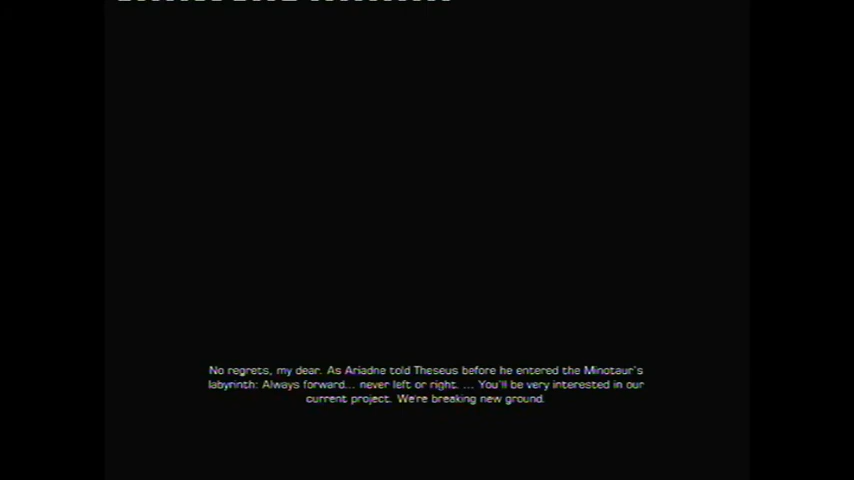 No regrets, my dear. As Ariadne told Theseus before he entered the Minotaur's
labyrinth: Always forward... never left or right. ... You'll be very interested in our
current project. We're breaking new ground.